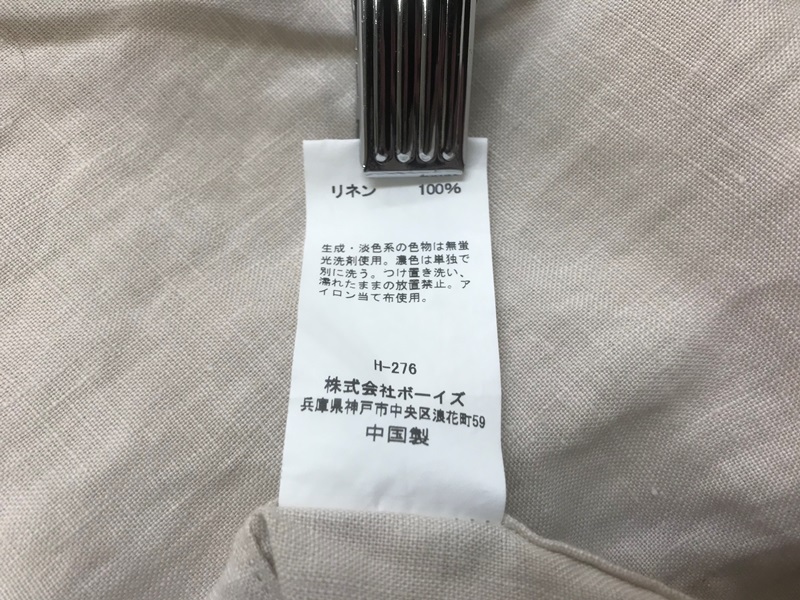 リネン 100%
生成・淡色系の色物は無蛍
光洗剤使用。濃色は単独で
別に洗う。つけ置き洗い、
濡れたままの放置禁止。ア
イロン当て布使用。
H-276
株式会社ボーイズ
兵庫県神戸市中央区浪花町59
中国製